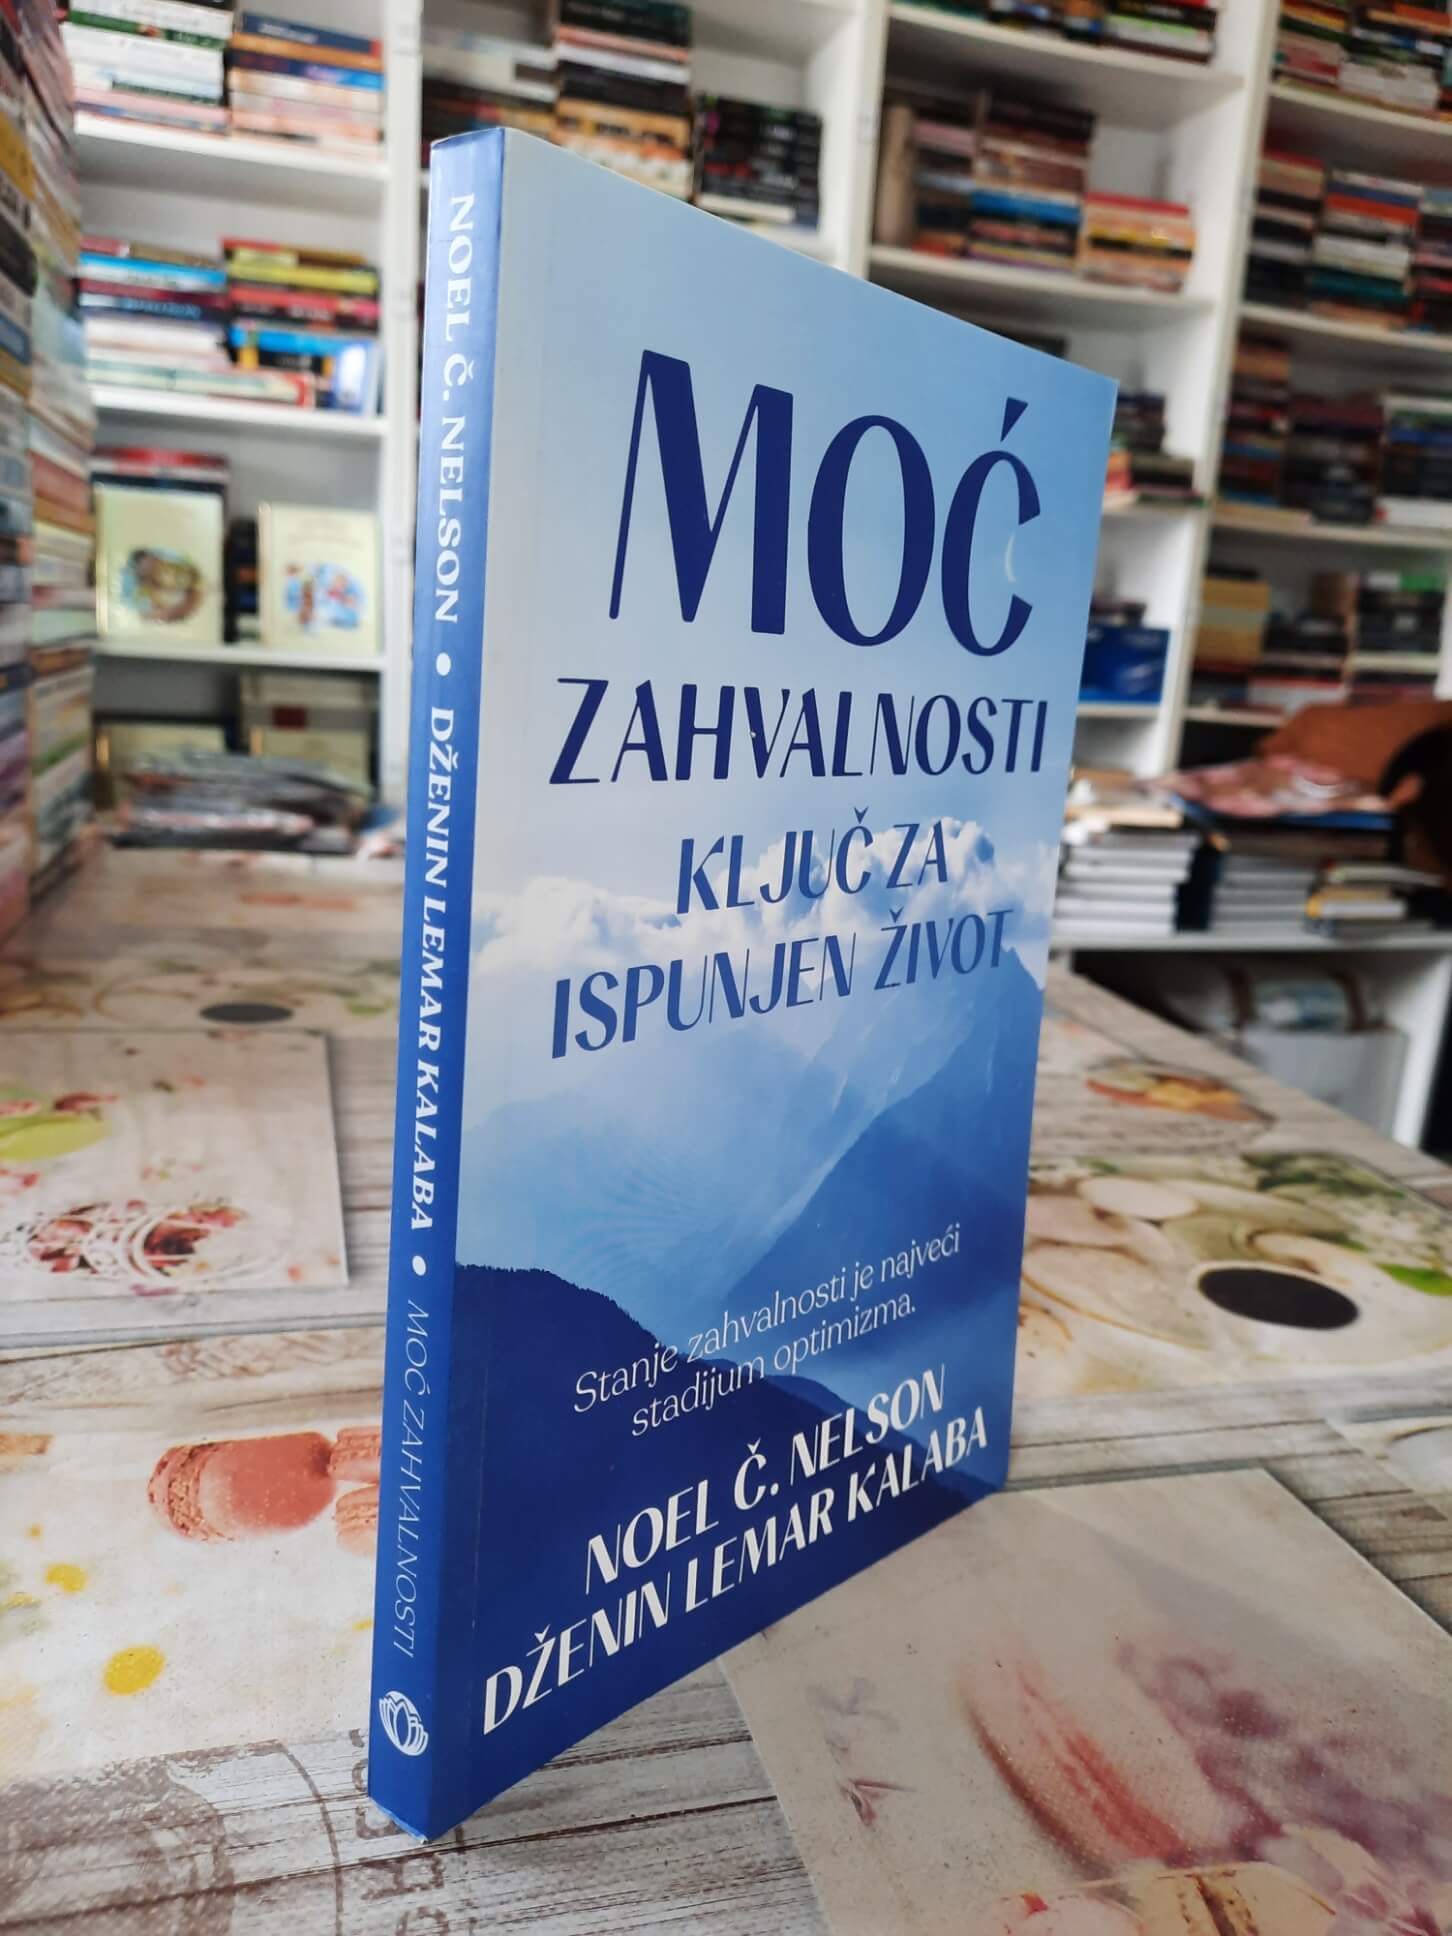 NOEL Č. NELSON • DŽENIN LEMAR KALABA • MOĆ ZAHVALNOSTI
MOĆ
ZAHVALNOSTI
KLJUČ ZA
ISPUNJEN ŽIVOT
Stanje zahvalnosti je najveći
stadijum optimizma.
NOEL Č. NELSON
DŽENIN LEMAR KALABA